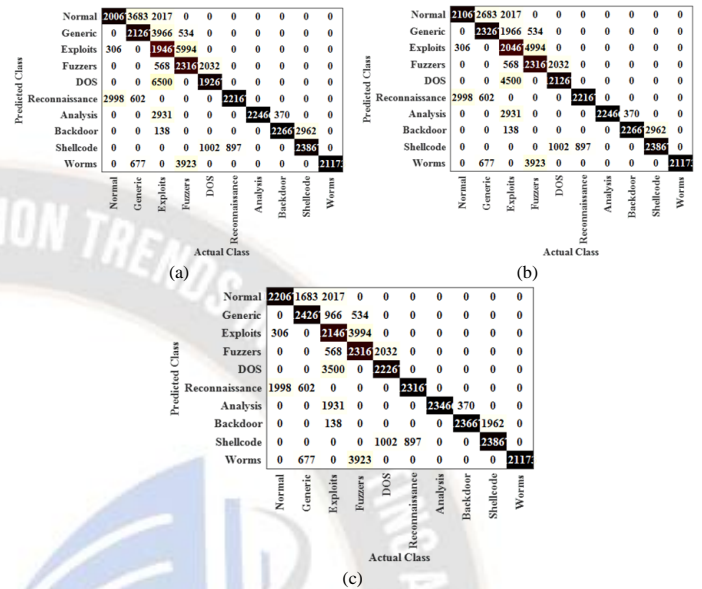 Predicted Class
Normal 2006 3683 2017 0 0 0 0 0 0 0
Generic 0 2126 3966 534 0 0 0 0 0 0
Exploits 306 0 1946 5994 0 0 0 0 0 0
Fuzzers 0 0 568 2316 2032 0 0 0 0 0
DOS 0 0 6500 0 1926 0 0 0 0 0
Reconnaissance 2998 602 0 0 0 2216 0 0 0 0
Analysis 0 0 2931 0 0 0 2246 370 0 0
Backdoor 0 0 138 0 0 0 0 2266 2962 0
Shellcode 0 0 0 0 1002 897 0 0 2386 0
Worms 0 677 0 3923 0 0 0 0 0 2117
Normal Generic Exploits Fuzzers DOS Reconnaissance Analysis Backdoor Shellcode Worms
Actual Class
(a)
Predicted Class
Normal 2106 2683 2017 0 0 0 0 0 0 0
Generic 0 2326 1966 534 0 0 0 0 0 0
Exploits 306 0 2046 4994 0 0 0 0 0 0
Fuzzers 0 0 568 2316 2032 0 0 0 0 0
DOS 0 0 4500 0 2126 0 0 0 0 0
Reconnaissance 2998 602 0 0 0 2216 0 0 0 0
Analysis 0 0 2931 0 0 0 2246 370 0 0
Backdoor 0 0 138 0 0 0 0 2266 2962 0
Shellcode 0 0 0 0 1002 897 0 0 2386 0
Worms 0 677 0 3923 0 0 0 0 0 2117
Normal Generic Exploits Fuzzers DOS Reconnaissance Analysis Backdoor Shellcode Worms
Actual Class
(b)
ION TRENDS
Predicted Class
Normal 2206 1683 2017 0 0 0 0 0 0 0
Generic 0 2426 966 534 0 0 0 0 0 0
Exploits 306 0 2146 3994 0 0 0 0 0 0
Fuzzers 0 0 568 2316 2032 0 0 0 0 0
DOS 0 0 3500 0 2226 0 0 0 0 0
Reconnaissance 1998 602 0 0 0 2316 0 0 0 0
Analysis 0 0 1931 0 0 0 2346 370 0 0
Backdoor 0 0 138 0 0 0 0 2366 1962 0
Shellcode 0 0 0 0 1002 897 0 0 2386 0
Worms 0 677 0 3923 0 0 0 0 0 2117
Normal Generic Exploits Fuzzers DOS Reconnaissance Analysis Backdoor Shellcode Worms
Actual Class
(c)